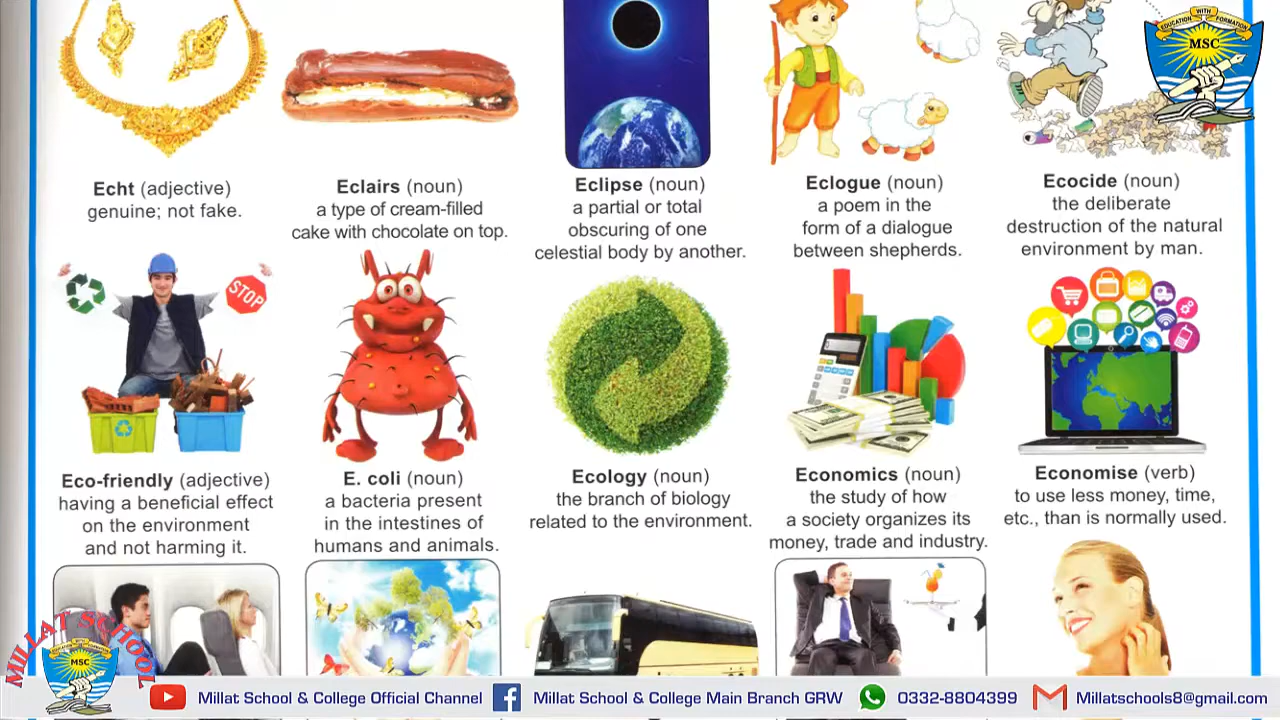 EDUCATION WITH FORMATION
MSC
Echt (adjective)
genuine; not fake.
Eclairs (noun)
a type of cream-filled
cake with chocolate on top.
Eclipse (noun)
a partial or total
obscuring of one
celestial body by another.
Eclogue (noun)
a poem in the
form of a dialogue
between shepherds.
Ecocide (noun)
the deliberate
destruction of the natural
environment by man.
STOP
Eco-friendly (adjective)
having a beneficial effect
on the environment
and not harming it.
E. coli (noun)
a bacteria present
in the intestines of
humans and animals.
Ecology (noun)
the branch of biology
related to the environment.
Economics (noun)
the study of how
a society organizes its
money, trade and industry.
Economise (verb)
to use less money, time,
etc., than is normally used.
MILLAT SCHOOL
EDUCATION WITH FORMATION
MSC
Millat School & College Official Channel
Millat School & College Main Branch GRW
0332-8804399
Millatschools8@gmail.com